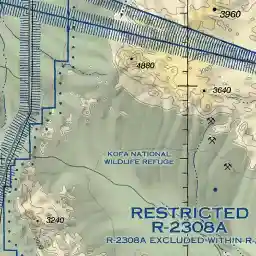 3960
4880
3640
KOFA NATIONAL
WILDLIFE REFUGE
RESTRICTED
R-2308A
3240
R-2308A EXCLUDED WITHIN R-